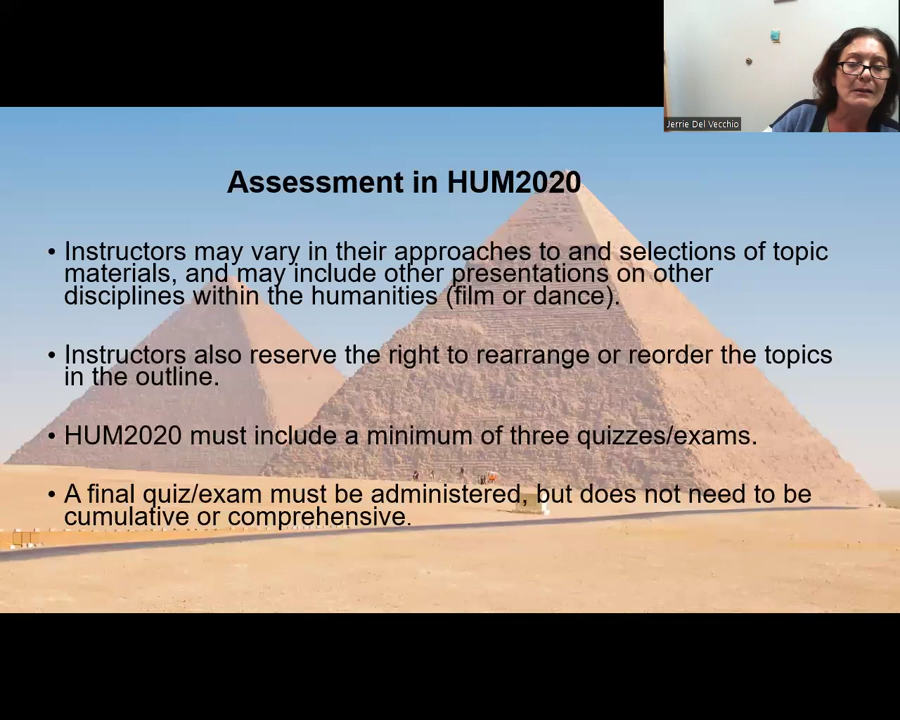 Jerrie Del Vecchio
Assessment in HUM2020
• Instructors may vary in their approaches to and selections of topic
materials, and may include other presentations on other
disciplines within the humanities (film or dance).
• Instructors also reserve the right to rearrange or reorder the topics
in the outline.
• HUM2020 must include a minimum of three quizzes/exams.
• A final quiz/exam must be administered, but does not need to be
cumulative or comprehensive.